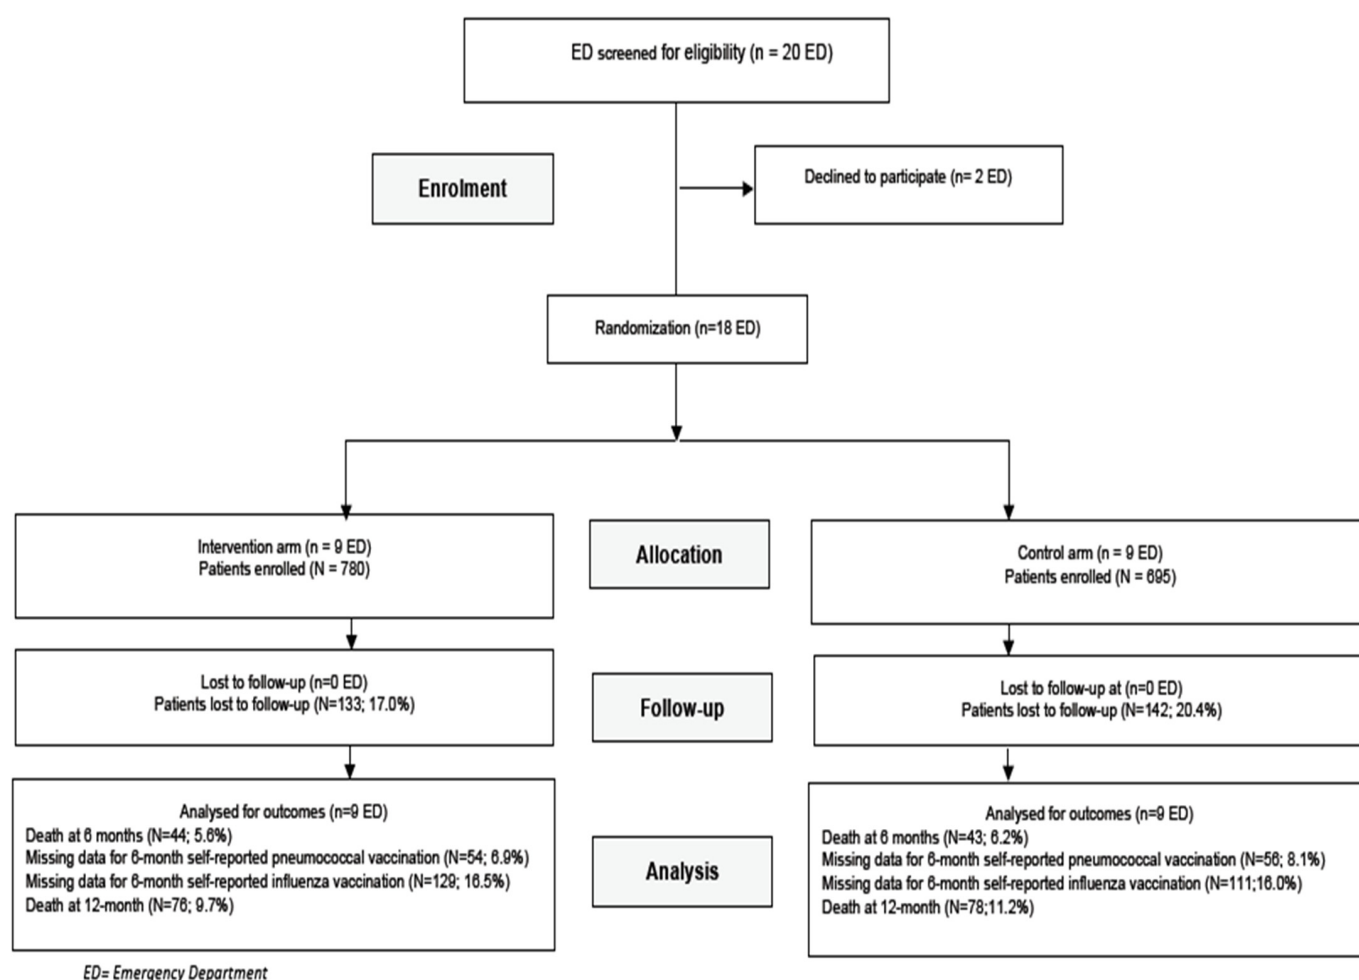 ED screened for eligibility (n = 20 ED)
Enrolment
Declined to participate (n= 2 ED)
Randomization (n=18 ED)
Intervention arm (n = 9 ED)
Patients enrolled (N = 780)
Allocation
Control arm (n = 9 ED)
Patients enrolled (N = 695)
Lost to follow-up (n=0 ED)
Patients lost to follow-up (N=133; 17.0%)
Follow-up
Lost to follow-up at (n=0 ED)
Patients lost to follow-up (N=142; 20.4%)
Analysed for outcomes (n=9 ED)
Death at 6 months (N=44; 5.6%)
Missing data for 6-month self-reported pneumococcal vaccination (N=54; 6.9%)
Missing data for 6-month self-reported influenza vaccination (N=129; 16.5%)
Death at 12-month (N=76; 9.7%)
Analysis
Analysed for outcomes (n=9 ED)
Death at 6 months (N=43; 6.2%)
Missing data for 6-month self-reported pneumococcal vaccination (N=56; 8.1%)
Missing data for 6-month self-reported influenza vaccination (N=111;16.0%)
Death at 12-month (N=78;11.2%)
ED= Emergency Department